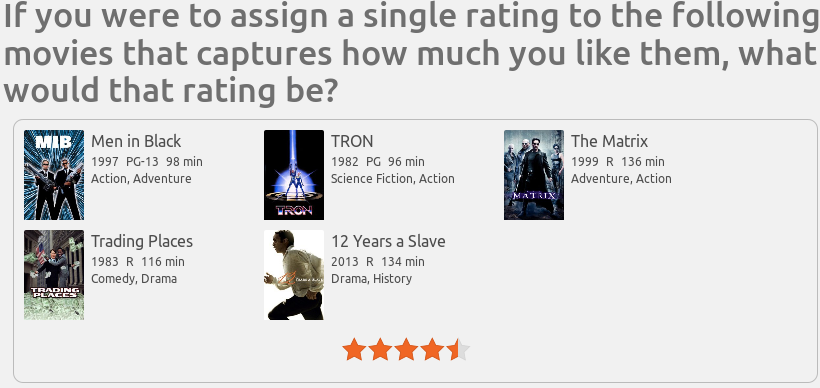 If you were to assign a single rating to the following
movies that captures how much you like them, what
would that rating be?
MIB
Men in Black
1997 PG-13 98 min
Action, Adventure
TRON
TRON
1982 PG 96 min
Science Fiction, Action
MATRIX
The Matrix
1999 R 136 min
Adventure, Action
TRADING
PLACES
Trading Places
1983 R 116 min
Comedy, Drama
12 Years a Slave
2013 R 134 min
Drama, History